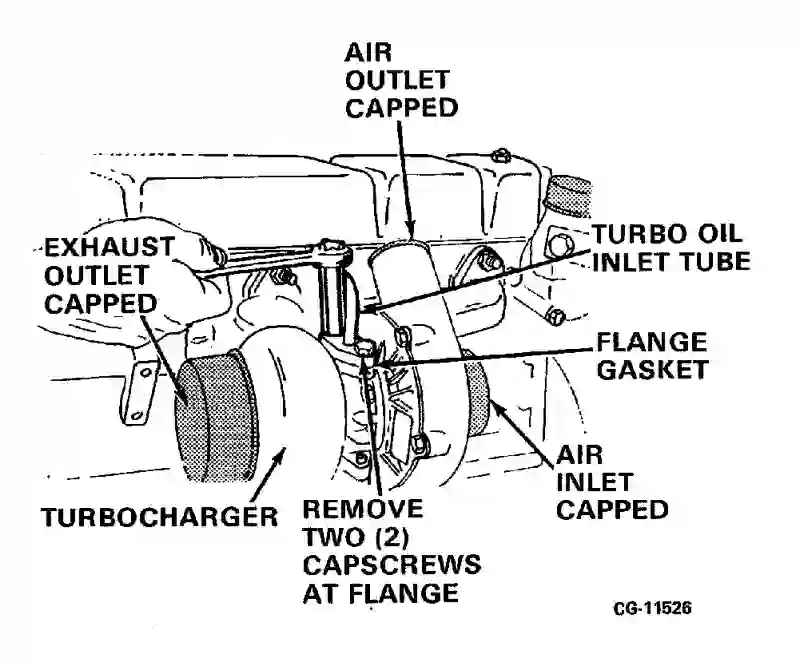 AIR
OUTLET
CAPPED
EXHAUST
OUTLET
CAPPED
TURBO OIL
INLET TUBE
FLANGE
GASKET
AIR
INLET
CAPPED
TURBOCHARGER
REMOVE
TWO (2)
CAPSCREWS
AT FLANGE
CG-11526